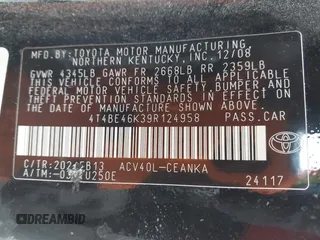 MFD.BY: TOYOTA MOTOR MANUFACTURING,
NORTHERN KENTUCKY, INC. 12/08
GVWR 4345LB GAWR FR 2668LB RR 2359LB
THIS VEHICLE CONFORMS TO ALL APPLICABLE
FEDERAL MOTOR VEHICLE SAFETY, BUMPER, AND
THEFT PREVENTION STANDARDS IN EFFECT ON
THE DATE OF MANUFACTURE SHOWN ABOVE.
4T4BE46K39R124958 PASS.CAR
C/TR: ACV40L-CEANKA
A/TM: TOYOTA
24117
DREAMBID